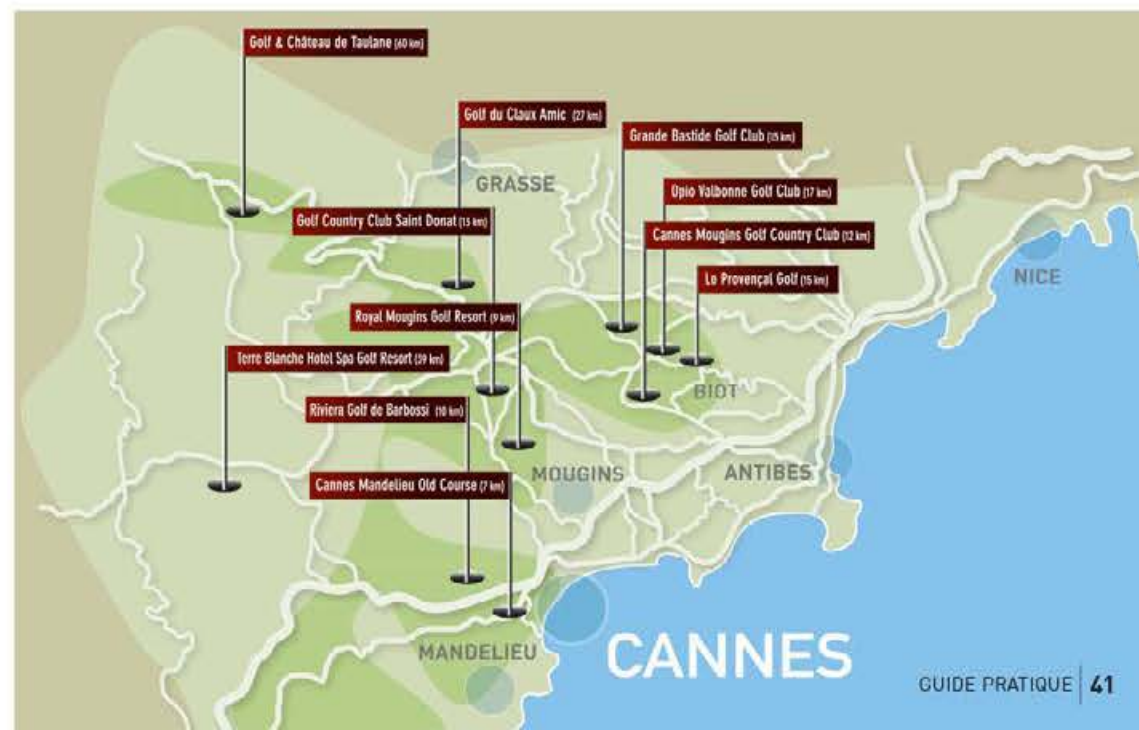 Golf & Château de Taulane (60 km)
Golf du Claux Amic (27 km)
Grande Bastide Golf Club (15 km)
GRASSE
Opio Valbonne Golf Club (17 km)
Golf Country Club Saint Donat (15 km)
Cannes Mougins Golf Country Club (12 km)
NICE
Lo Provençal Golf (15 km)
Royal Mougins Golf Resort (9 km)
Terre Blanche Hotel Spa Golf Resort (39 km)
BIOT
Riviera Golf de Barbossi (10 km)
MOUGINS
ANTIBES
Cannes Mandelieu Old Course (7 km)
MANDELIEU
CANNES
GUIDE PRATIQUE | 41